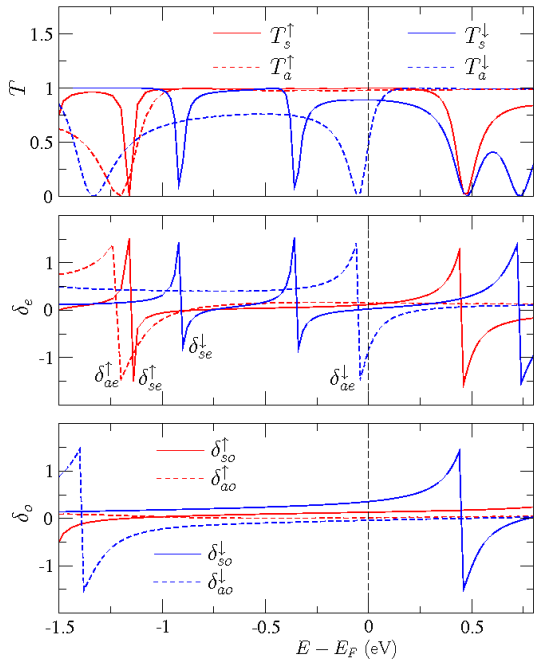 T_s^↑ T_s^↓
T_a^↑ T_a^↓
1.5
1
0.5
0
T
1
0
-1
δ_e
δ_ae^↑ δ_se^↑ δ_se^↓ δ_ae^↓
1
0
-1
δ_o
δ_so^↑
δ_ao^↑
δ_so^↓
δ_ao^↓
-1.5 -1 -0.5 0 0.5
E − E_F (eV)